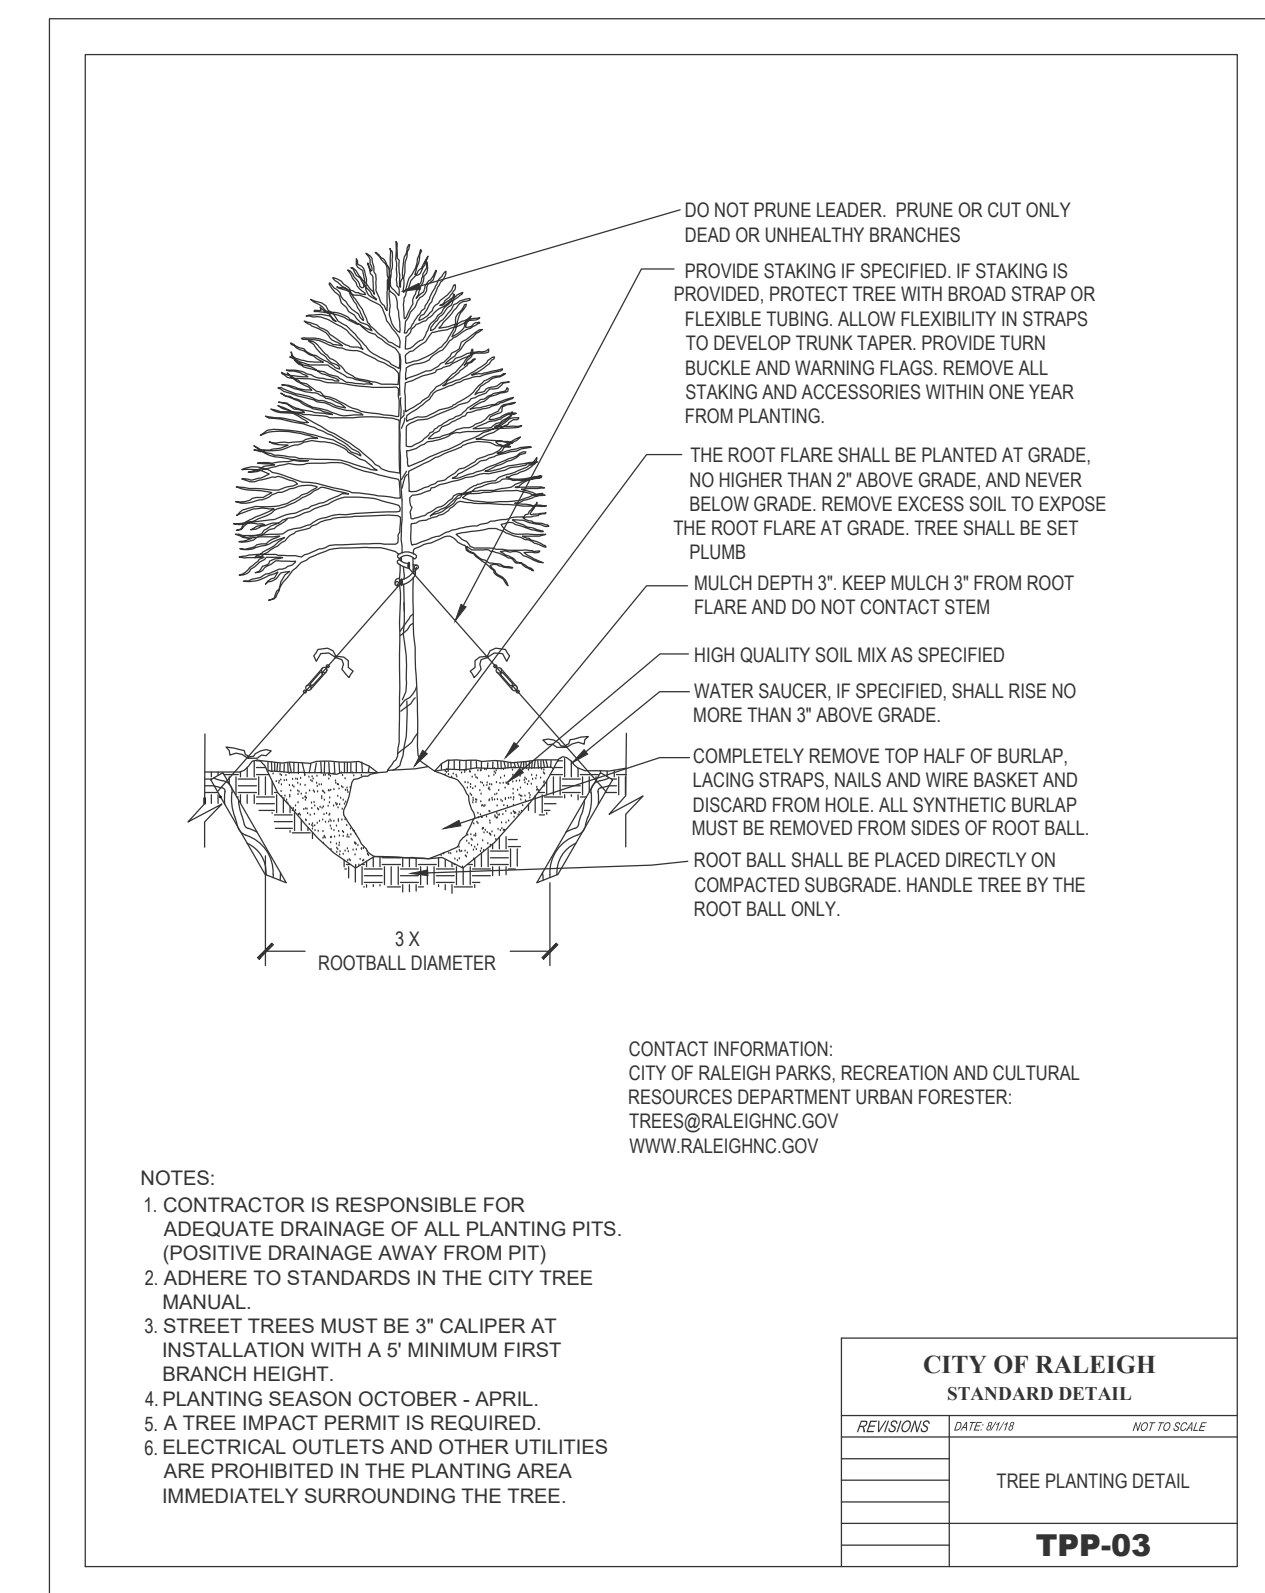 DO NOT PRUNE LEADER. PRUNE OR CUT ONLY
DEAD OR UNHEALTHY BRANCHES
PROVIDE STAKING IF SPECIFIED. IF STAKING IS
PROVIDED, PROTECT TREE WITH BROAD STRAP OR
FLEXIBLE TUBING. ALLOW FLEXIBILITY IN STRAPS
TO DEVELOP TRUNK TAPER. PROVIDE TURN
BUCKLE AND WARNING FLAGS. REMOVE ALL
STAKING AND ACCESSORIES WITHIN ONE YEAR
FROM PLANTING.
THE ROOT FLARE SHALL BE PLANTED AT GRADE,
NO HIGHER THAN 2" ABOVE GRADE, AND NEVER
BELOW GRADE. REMOVE EXCESS SOIL TO EXPOSE
THE ROOT FLARE AT GRADE. TREE SHALL BE SET
PLUMB
MULCH DEPTH 3". KEEP MULCH 3" FROM ROOT
FLARE AND DO NOT CONTACT STEM
HIGH QUALITY SOIL MIX AS SPECIFIED
WATER SAUCER, IF SPECIFIED, SHALL RISE NO
MORE THAN 3" ABOVE GRADE.
COMPLETELY REMOVE TOP HALF OF BURLAP,
LACING STRAPS, NAILS AND WIRE BASKET AND
DISCARD FROM HOLE. ALL SYNTHETIC BURLAP
MUST BE REMOVED FROM SIDES OF ROOT BALL.
ROOT BALL SHALL BE PLACED DIRECTLY ON
COMPACTED SUBGRADE. HANDLE TREE BY THE
ROOT BALL ONLY.
3 X
ROOTBALL DIAMETER
CONTACT INFORMATION:
CITY OF RALEIGH PARKS, RECREATION AND CULTURAL
RESOURCES DEPARTMENT URBAN FORESTER:
TREES@RALEIGHNC.GOV
WWW.RALEIGHNC.GOV
NOTES:
1. CONTRACTOR IS RESPONSIBLE FOR
ADEQUATE DRAINAGE OF ALL PLANTING PITS.
(POSITIVE DRAINAGE AWAY FROM PIT)
2. ADHERE TO STANDARDS IN THE CITY TREE
MANUAL.
3. STREET TREES MUST BE 3" CALIPER AT
INSTALLATION WITH A 5' MINIMUM FIRST
BRANCH HEIGHT.
4. PLANTING SEASON OCTOBER - APRIL.
5. A TREE IMPACT PERMIT IS REQUIRED.
6. ELECTRICAL OUTLETS AND OTHER UTILITIES
ARE PROHIBITED IN THE PLANTING AREA
IMMEDIATELY SURROUNDING THE TREE.
CITY OF RALEIGH
STANDARD DETAIL
REVISIONS DATE: 8/1/18 NOT TO SCALE
TREE PLANTING DETAIL
TPP-03